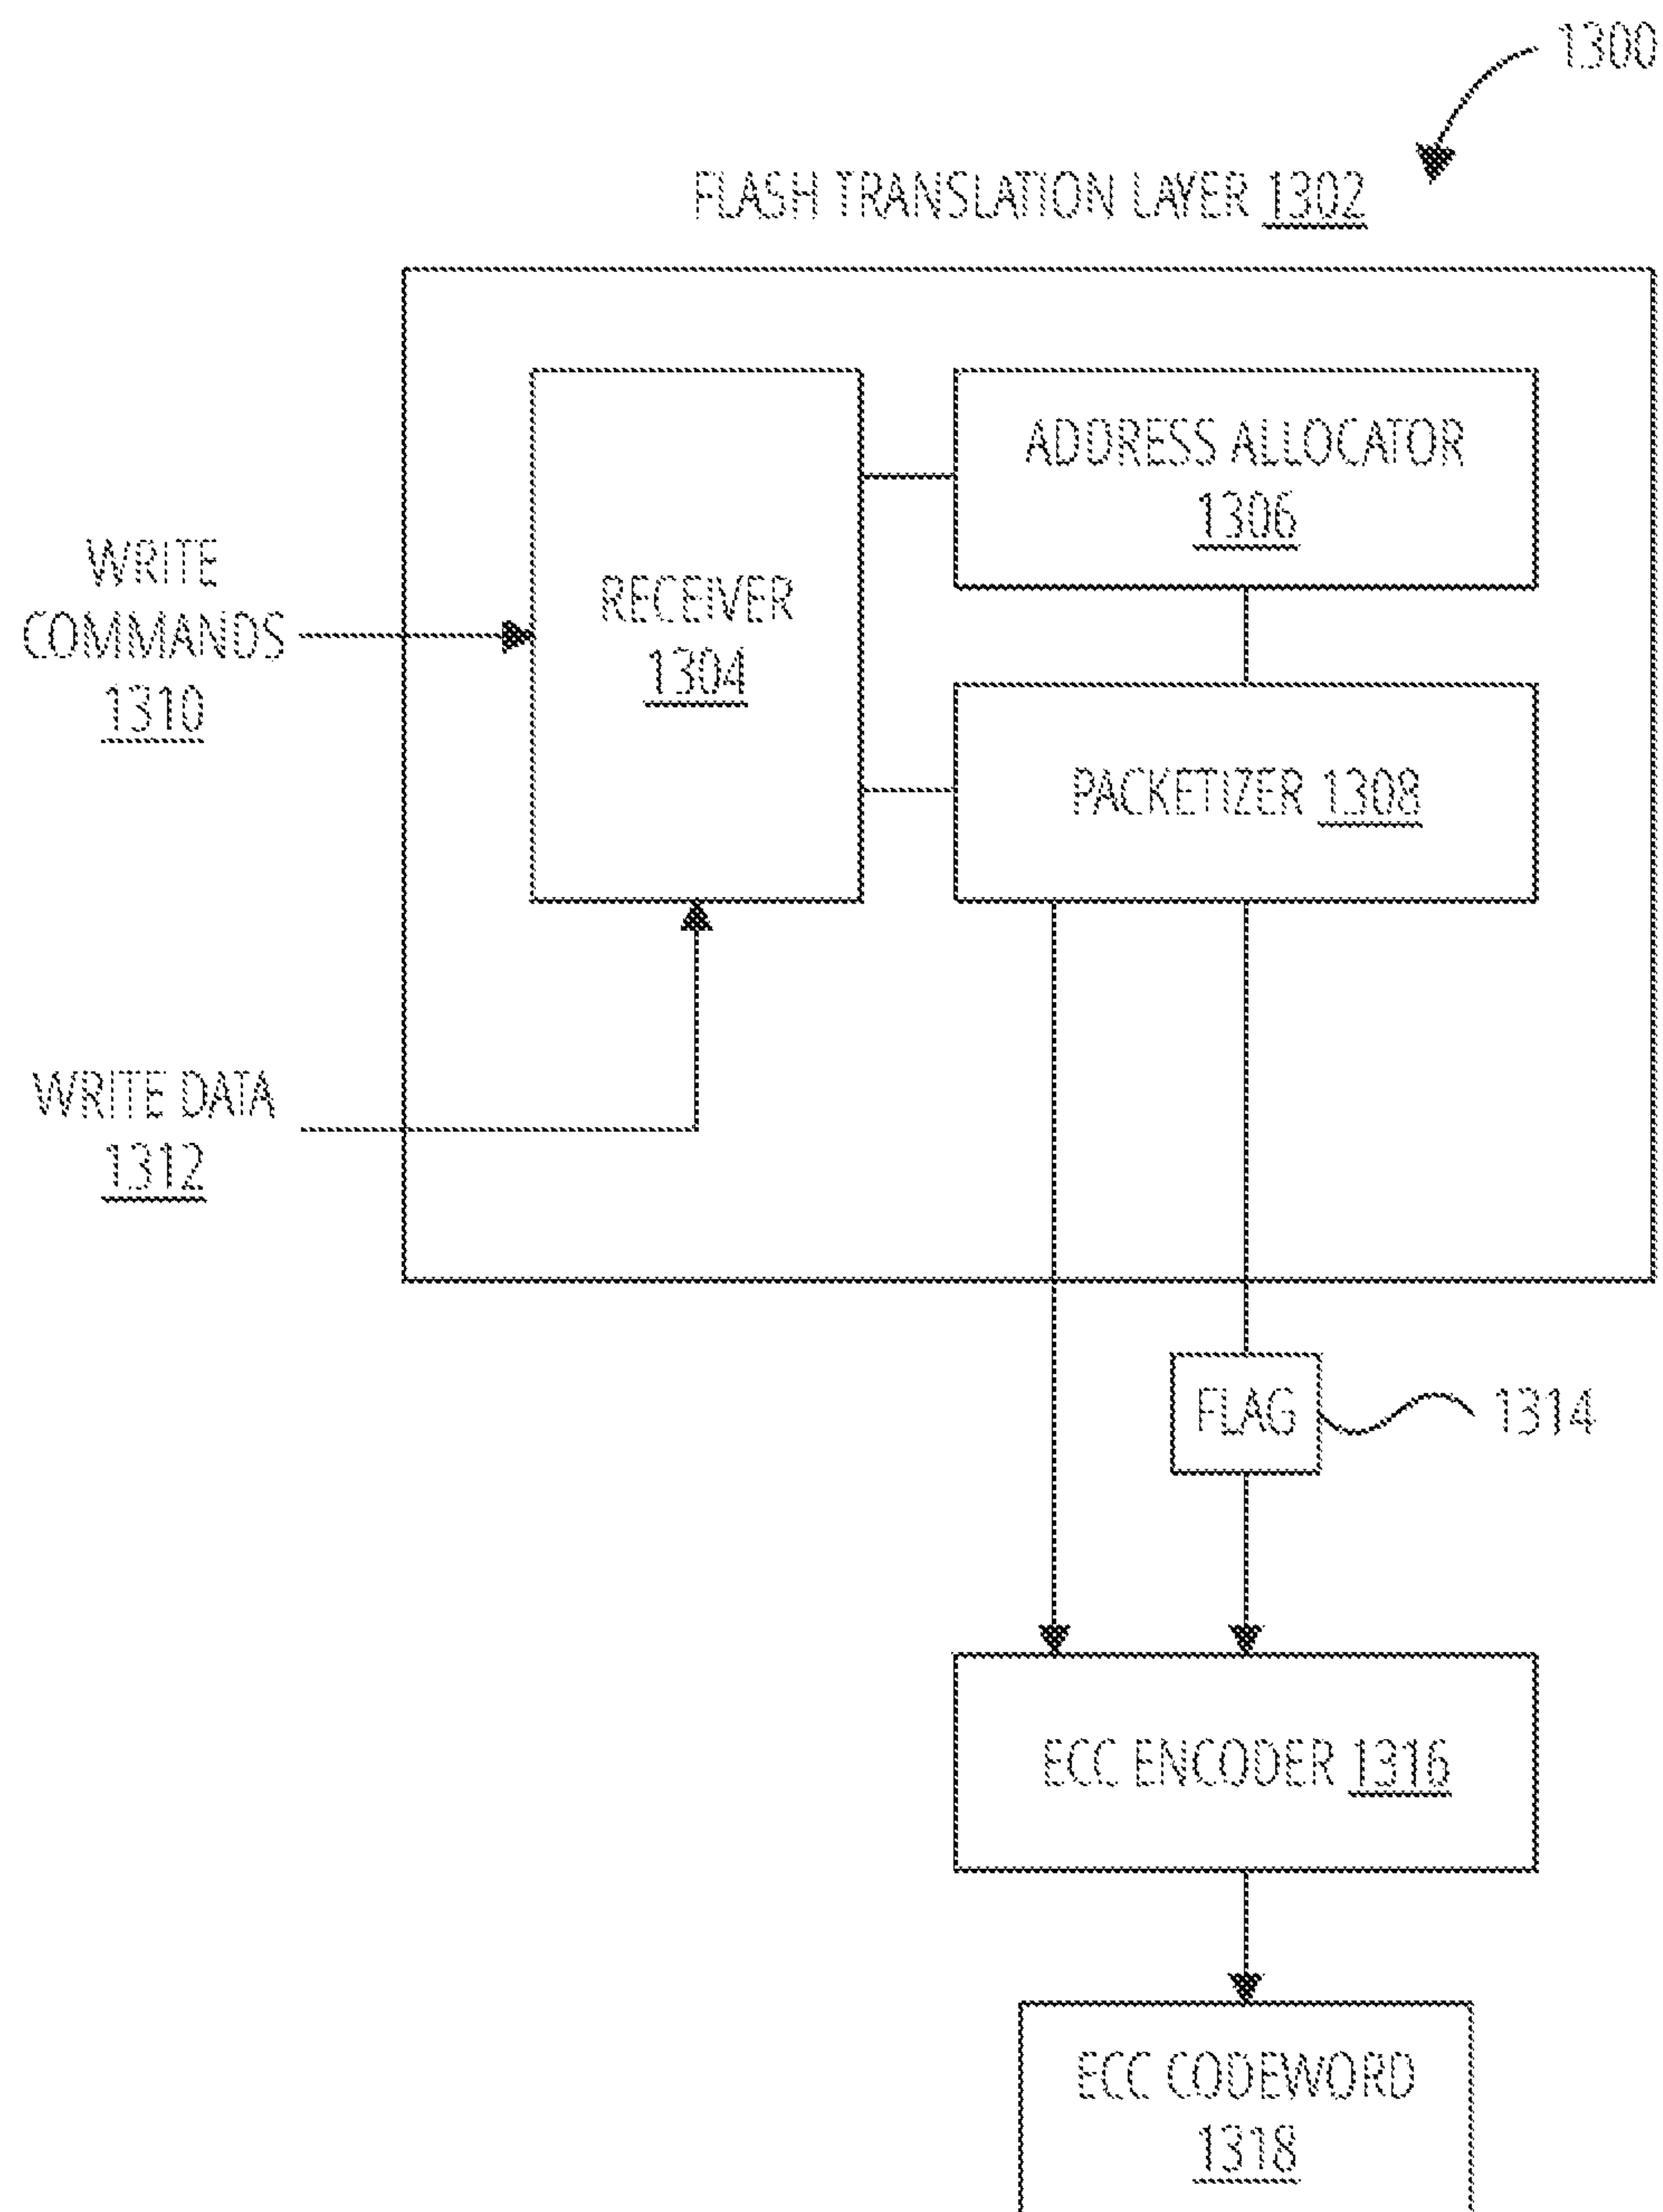 1300
FLASH TRANSLATION LAYER 1302
ADDRESS ALLOCATOR
1306
WRITE
COMMANDS
1310
RECEIVER
1304
PACKETIZER 1308
WRITE DATA
1312
FLAG
1314
ECC ENCODER 1316
ECC CODEWORD
1318